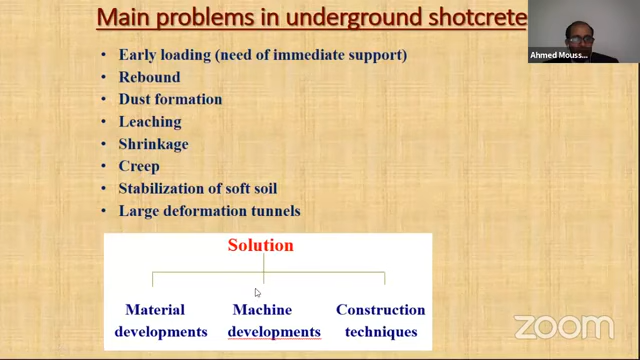 Main problems in underground shotcrete
Ahmed Mouss...
• Early loading (need of immediate support)
• Rebound
• Dust formation
• Leaching
• Shrinkage
• Creep
• Stabilization of soft soil
• Large deformation tunnels
Solution
Material developments
Machine developments
Construction techniques
zoom